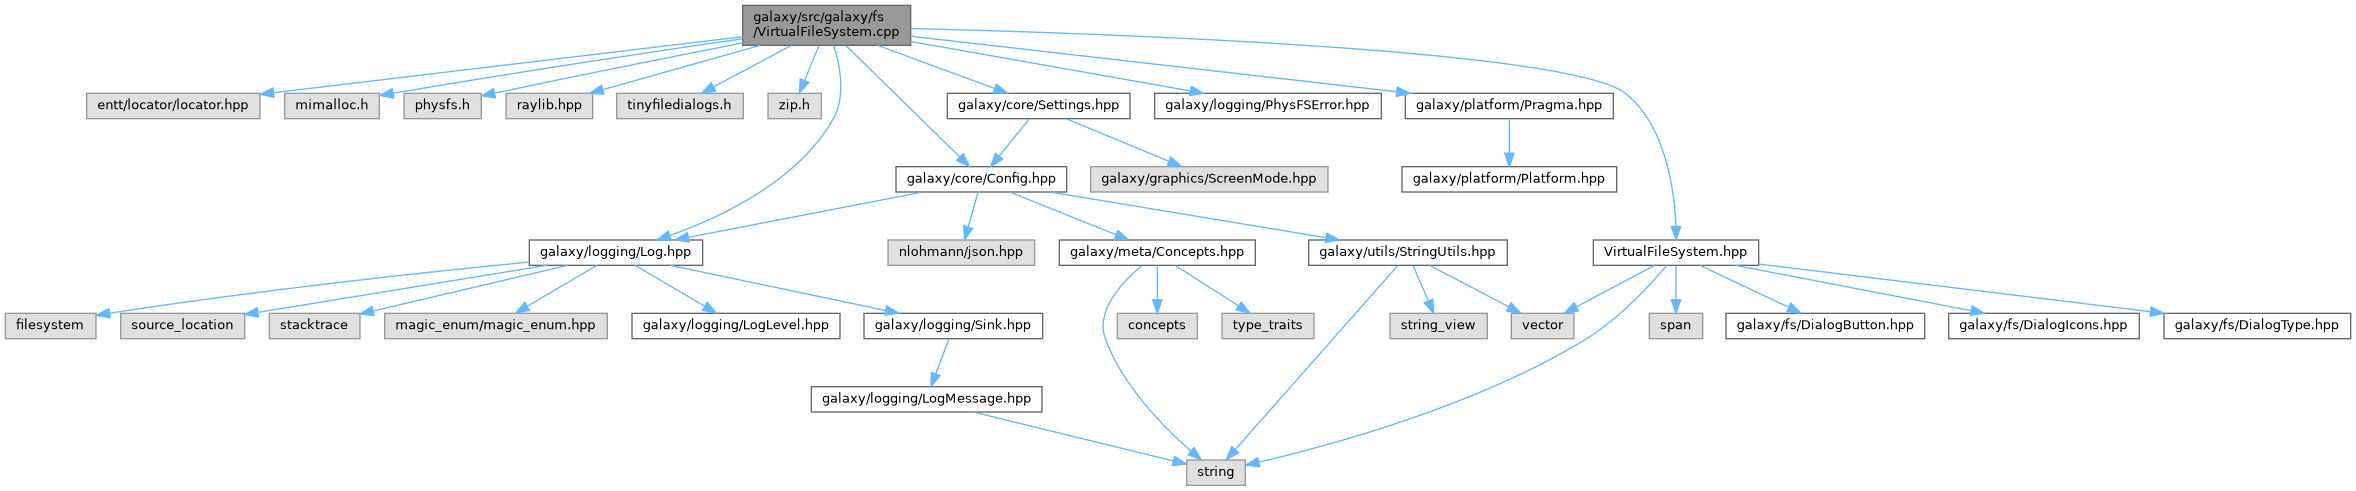 galaxy/src/galaxy/fs
/VirtualFileSystem.cpp
entt/locator/locator.hpp
mimalloc.h
physfs.h
raylib.hpp
tinyfiledialogs.h
zip.h
galaxy/core/Settings.hpp
galaxy/logging/PhysFSError.hpp
galaxy/platform/Pragma.hpp
galaxy/core/Config.hpp
galaxy/graphics/ScreenMode.hpp
galaxy/platform/Platform.hpp
galaxy/logging/Log.hpp
nlohmann/json.hpp
galaxy/meta/Concepts.hpp
galaxy/utils/StringUtils.hpp
VirtualFileSystem.hpp
filesystem
source_location
stacktrace
magic_enum/magic_enum.hpp
galaxy/logging/LogLevel.hpp
galaxy/logging/Sink.hpp
concepts
type_traits
string_view
vector
span
galaxy/fs/DialogButton.hpp
galaxy/fs/DialogIcons.hpp
galaxy/fs/DialogType.hpp
galaxy/logging/LogMessage.hpp
string